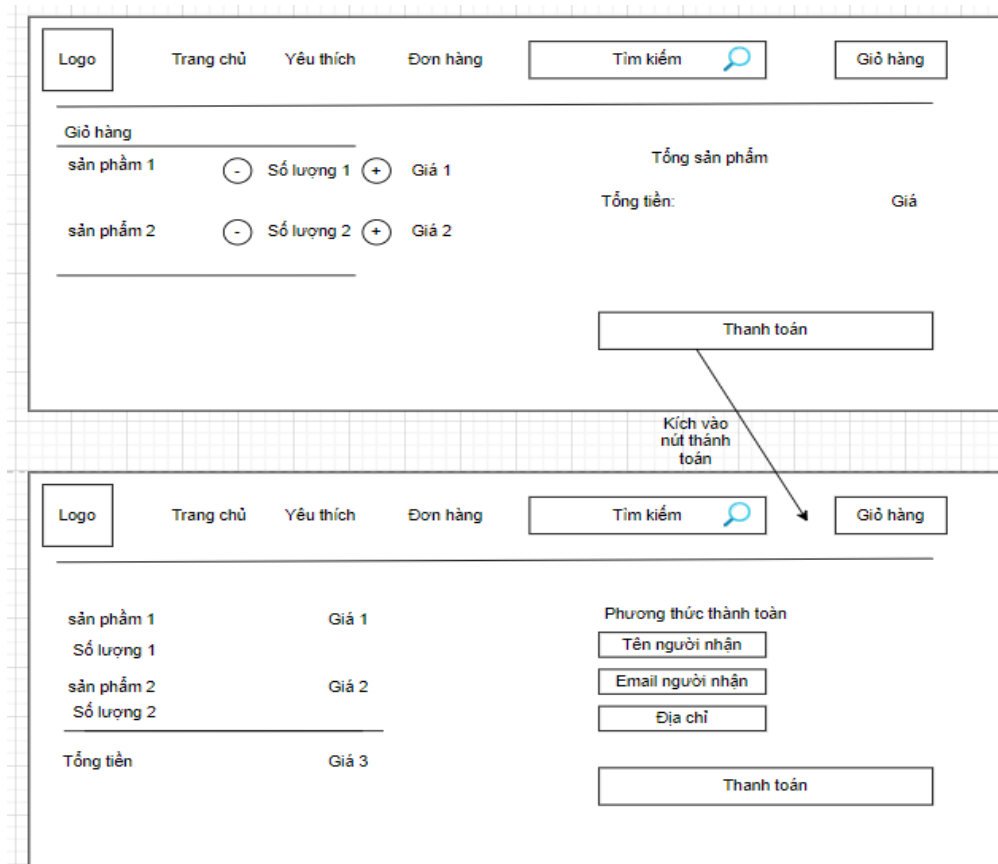 Logo
Trang chủ
Yêu thích
Đơn hàng
Tìm kiếm
Giỏ hàng
Giỏ hàng
sản phẩm 1
-
Số lượng 1
+
Giá 1
sản phẩm 2
-
Số lượng 2
+
Giá 2
Tổng sản phẩm
Tổng tiền:
Giá
Thanh toán
Kích vào
nút thánh
toán
Logo
Trang chủ
Yêu thích
Đơn hàng
Tìm kiếm
Giỏ hàng
sản phẩm 1
Giá 1
Số lượng 1
sản phẩm 2
Giá 2
Số lượng 2
Tổng tiền
Giá 3
Phương thức thành toàn
Tên người nhận
Email người nhận
Địa chỉ
Thanh toán